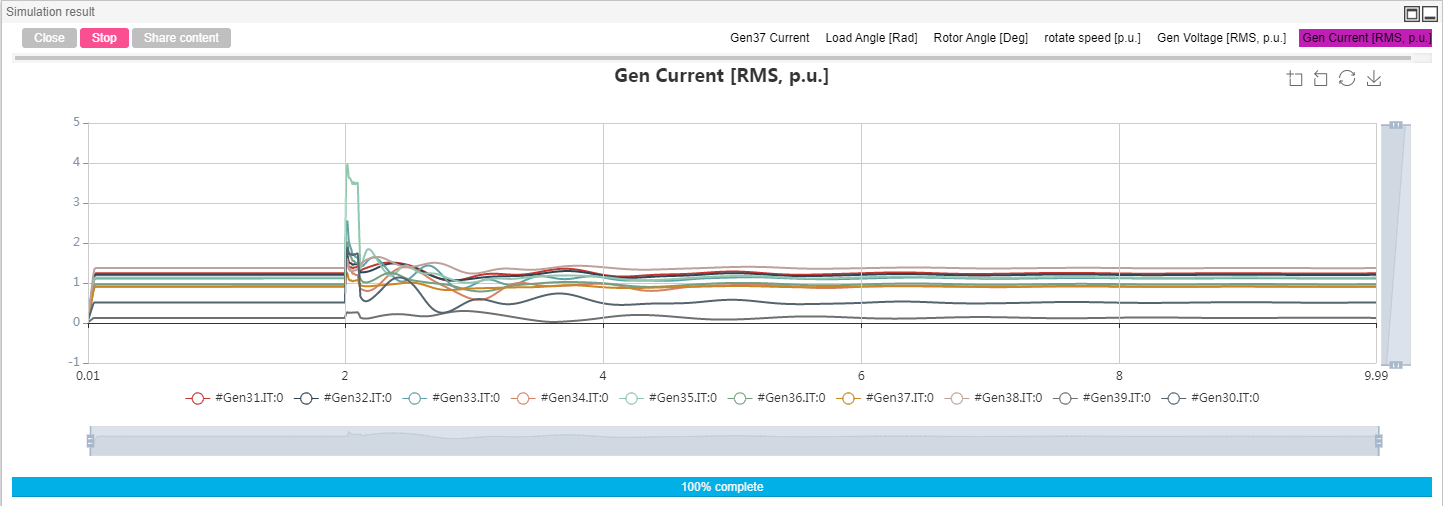 Simulation result
Close Stop Share content Gen37 Current Load Angle [Rad] Rotor Angle [Deg] rotate speed [p.u.] Gen Voltage [RMS, p.u.] Gen Current [RMS, p.u.]
Gen Current [RMS, p.u.]
5
4
3
2
1
0
-1
0.01 2 4 6 8 9.99
#Gen31.IT:0 #Gen32.IT:0 #Gen33.IT:0 #Gen34.IT:0 #Gen35.IT:0 #Gen36.IT:0 #Gen37.IT:0 #Gen38.IT:0 #Gen39.IT:0 #Gen30.IT:0
100% complete